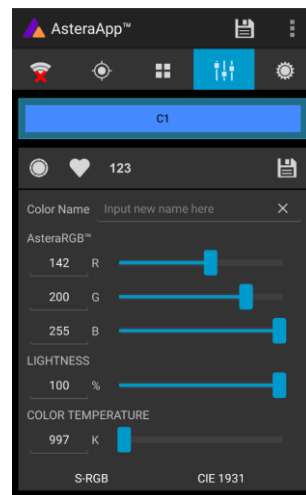 AsteraApp™
C1
123
Color Name Input new name here
AsteraRGB™
142 R
200 G
255 B
LIGHTNESS
100 %
COLOR TEMPERATURE
997 K
S-RGB CIE 1931